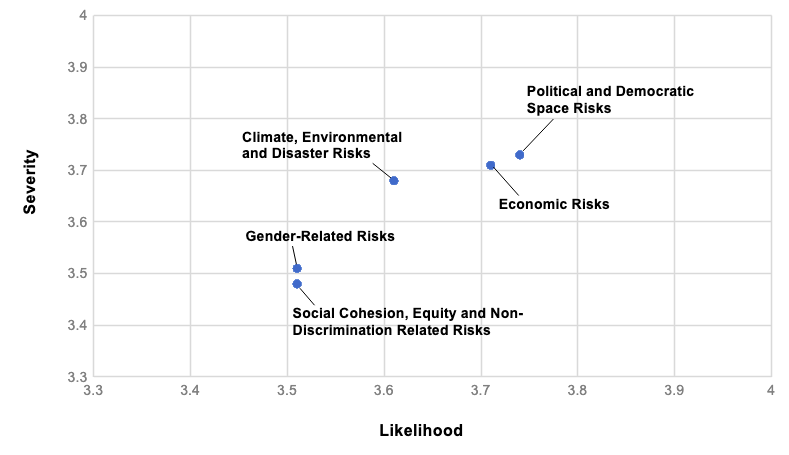 4
3.9
Political and Democratic
Space Risks
3.8
Climate, Environmental
and Disaster Risks
3.7
Severity
Economic Risks
3.6
Gender-Related Risks
3.5
Social Cohesion, Equity and Non-
Discrimination Related Risks
3.4
3.3
3.3 3.4 3.5 3.6 3.7 3.8 3.9 4
Likelihood